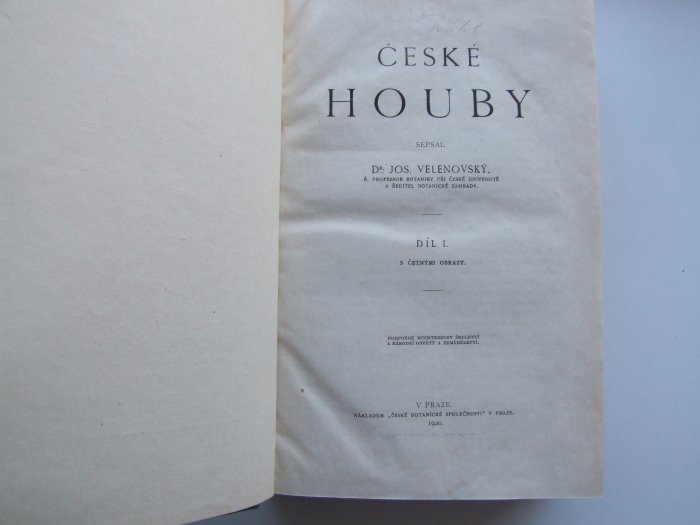 ČESKÉ
HOUBY
SEPSAL
Dr. JOS. VELENOVSKÝ,
Ř. PROFESSOR BOTANIKY PŘI ČESKÉ UNIVERSITĚ
A ŘEDITEL BOTANICKÉ ZAHRADY.
DÍL I.
S ČETNÝMI OBRAZY.
PODPOROU MINISTERSTEV ŠKOLSTVÍ
A NÁRODNÍ OSVĚTY A ZEMĚDĚLSTVÍ.
V PRAZE.
NÁKLADEM „ČESKÉ BOTANICKÉ SPOLEČNOSTI“ V PRAZE.
1920.